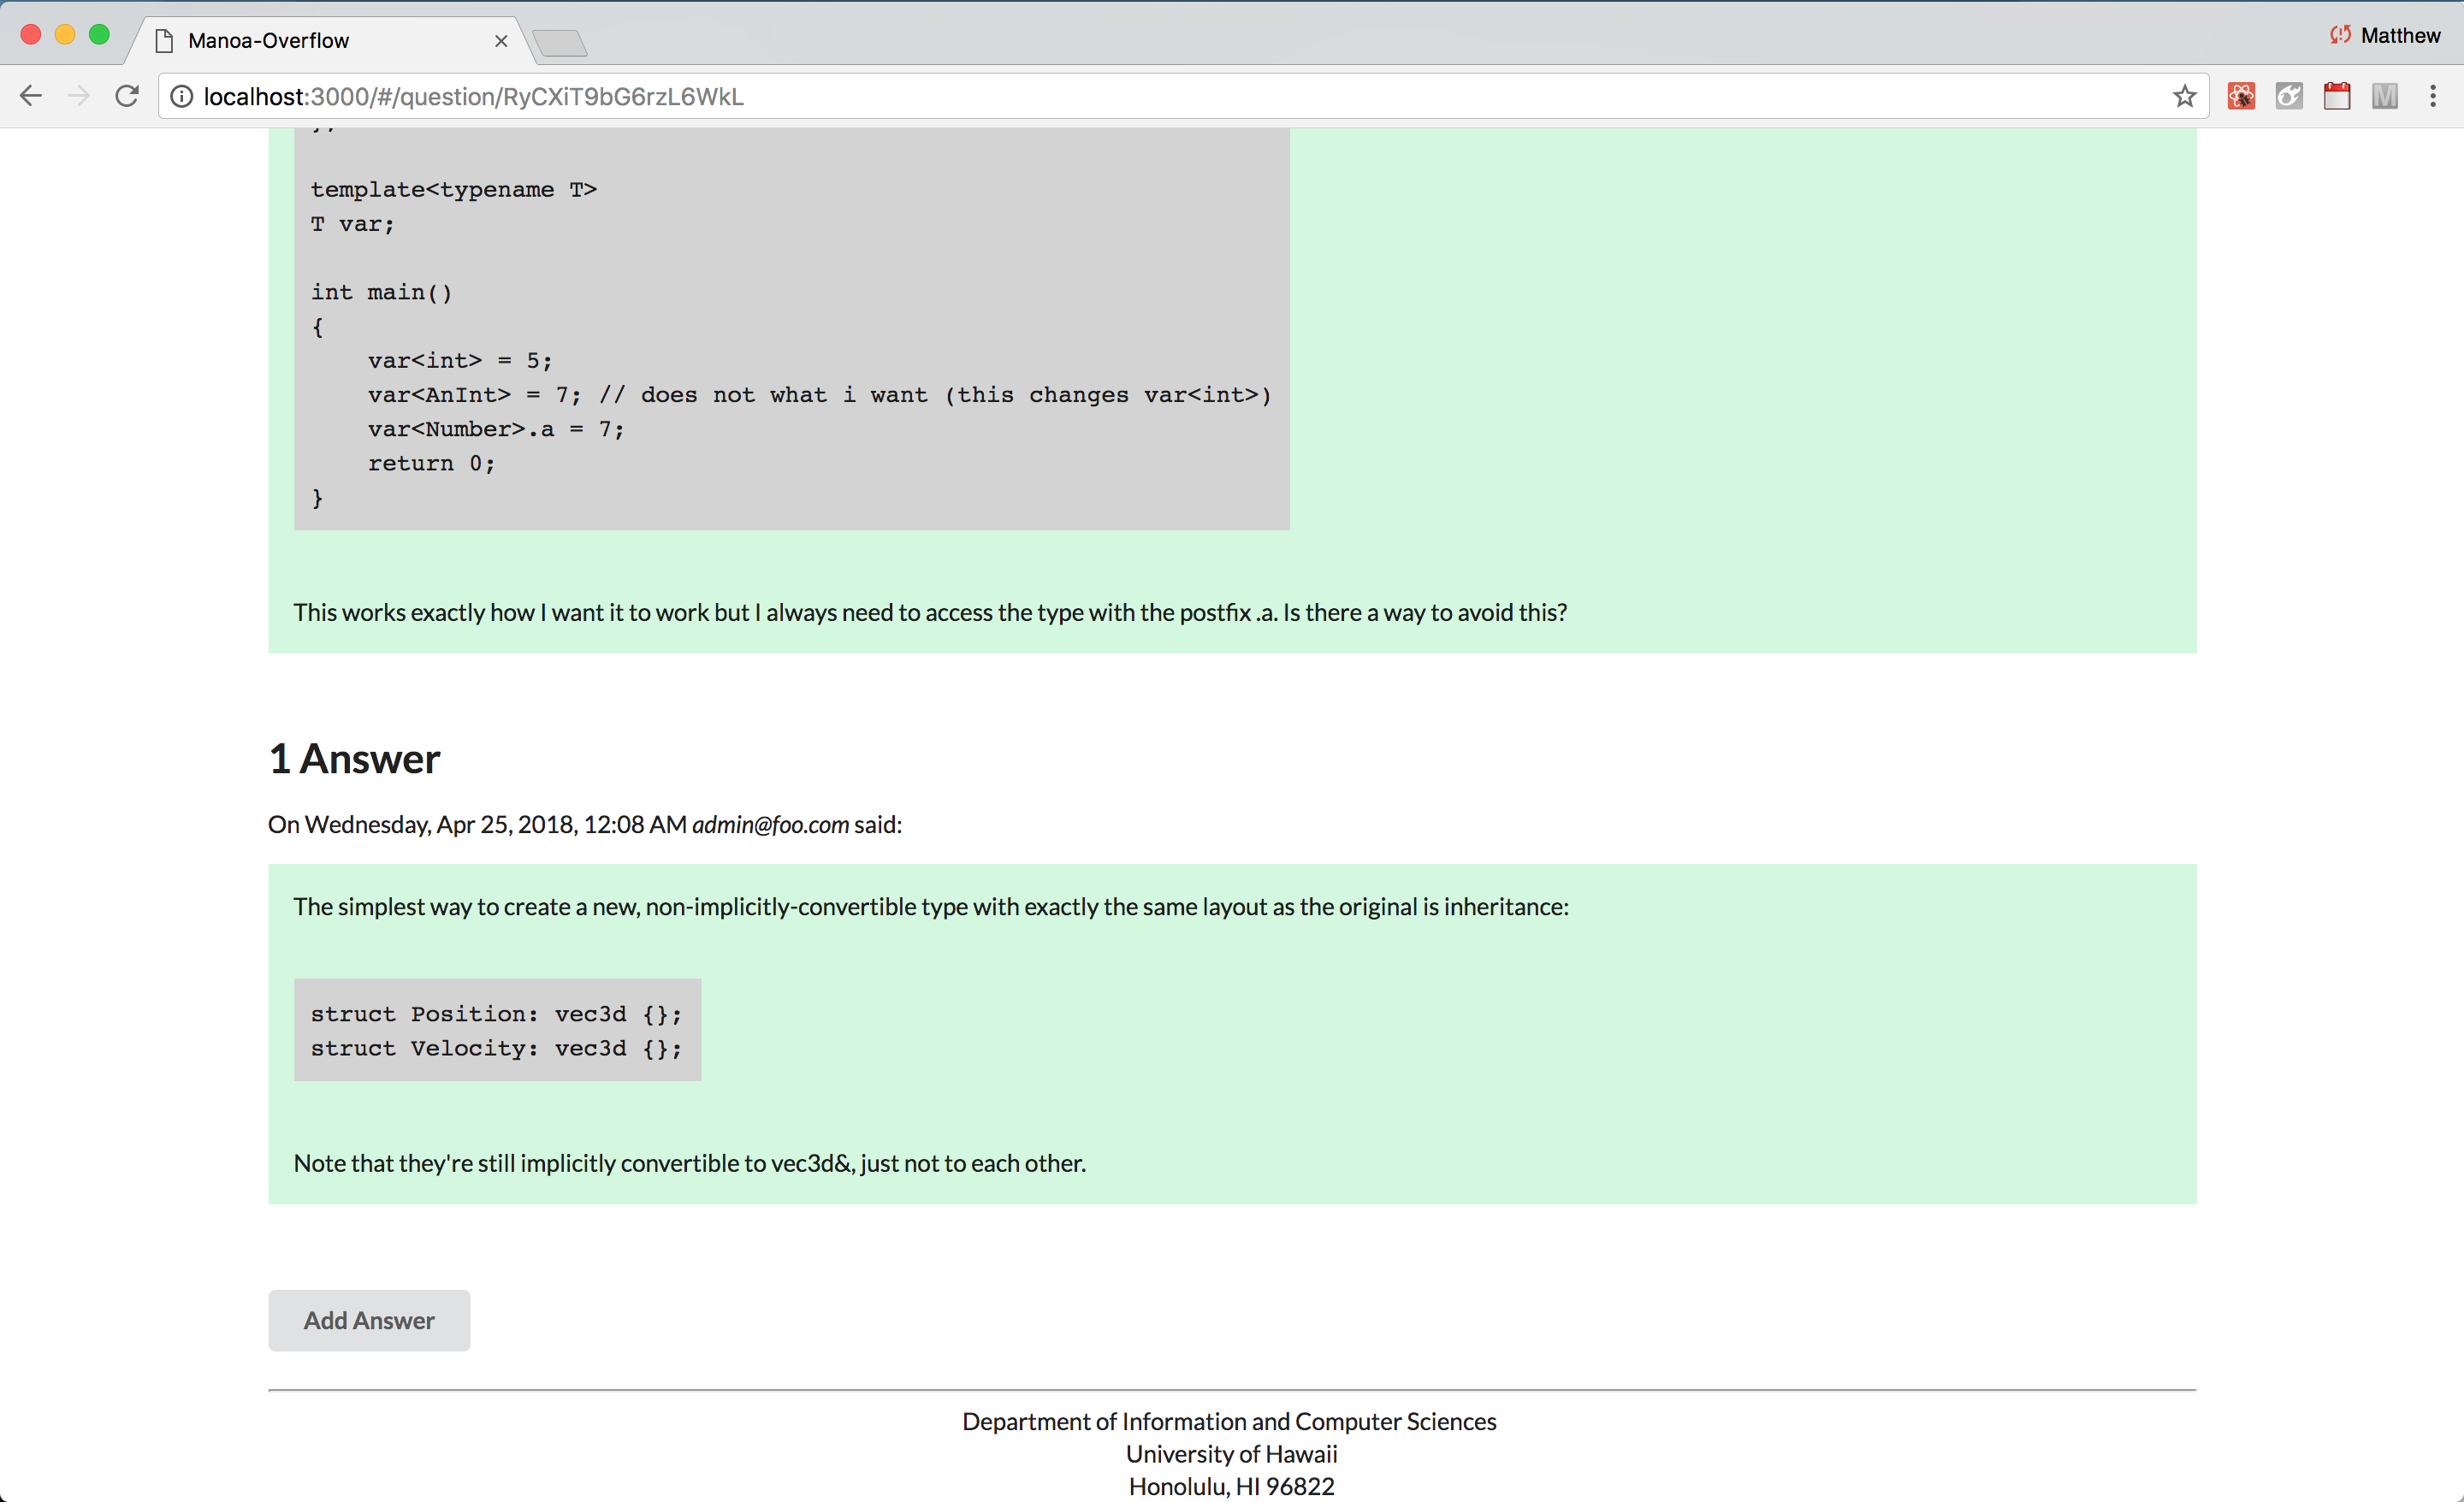 Manoa-Overflow
Matthew
localhost:3000/#/question/RyCXiT9bG6rzL6WkL
template<typename T>
T var;
int main()
{
    var<int> = 5;
    var<AnInt> = 7; // does not what i want (this changes var<int>)
    var<Number>.a = 7;
    return 0;
}
This works exactly how I want it to work but I always need to access the type with the postfix .a. Is there a way to avoid this?
1 Answer
On Wednesday, Apr 25, 2018, 12:08 AM admin@foo.com said:
The simplest way to create a new, non-implicitly-convertible type with exactly the same layout as the original is inheritance:
struct Position: vec3d {};
struct Velocity: vec3d {};
Note that they're still implicitly convertible to vec3d&, just not to each other.
Add Answer
Department of Information and Computer Sciences
University of Hawaii
Honolulu, HI 96822